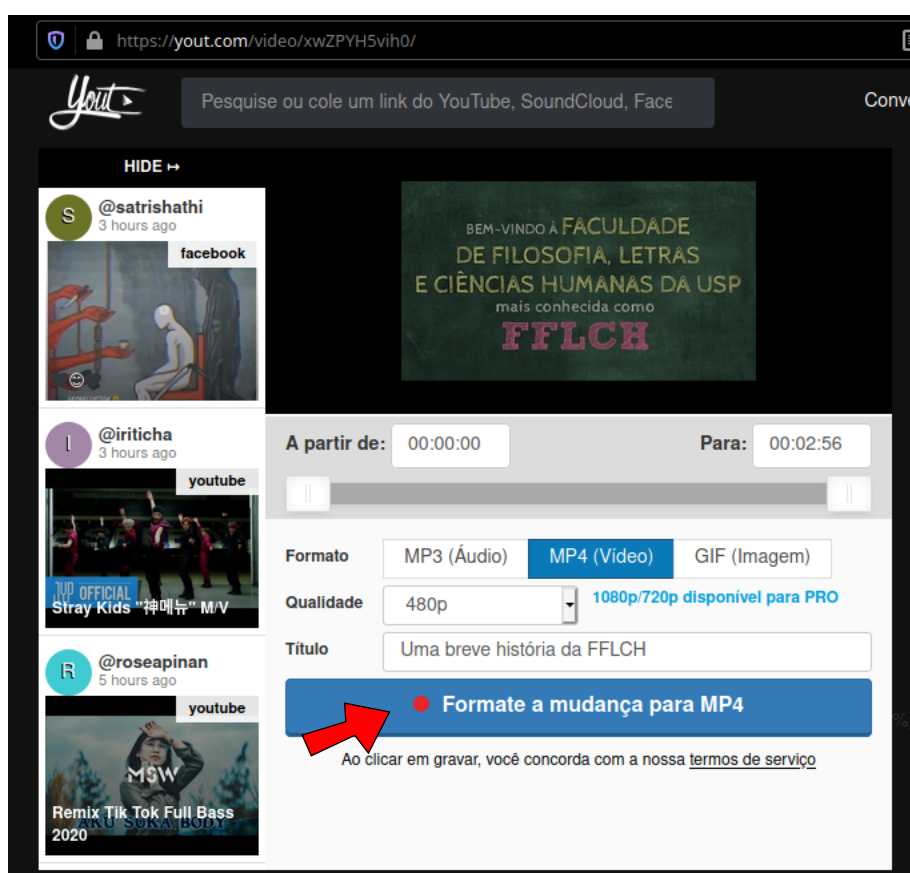 https://yout.com/video/xwZPYH5vih0/
Yout
Pesquise ou cole um link do YouTube, SoundCloud, Face
Conve
HIDE ↦
S
@satrishathi
3 hours ago
facebook
I
@iriticha
3 hours ago
youtube
JYP OFFICIAL
Stray Kids "神메뉴" M/V
R
@roseapinan
5 hours ago
youtube
MSW
AKU SUKA BODY
Remix Tik Tok Full Bass
2020
BEM-VINDO À FACULDADE
DE FILOSOFIA, LETRAS
E CIÊNCIAS HUMANAS DA USP
mais conhecida como
FFLCH
A partir de: 00:00:00 Para: 00:02:56
Formato MP3 (Áudio) MP4 (Vídeo) GIF (Imagem)
Qualidade 480p 1080p/720p disponível para PRO
Título Uma breve história da FFLCH
Formate a mudança para MP4
Ao clicar em gravar, você concorda com a nossa termos de serviço